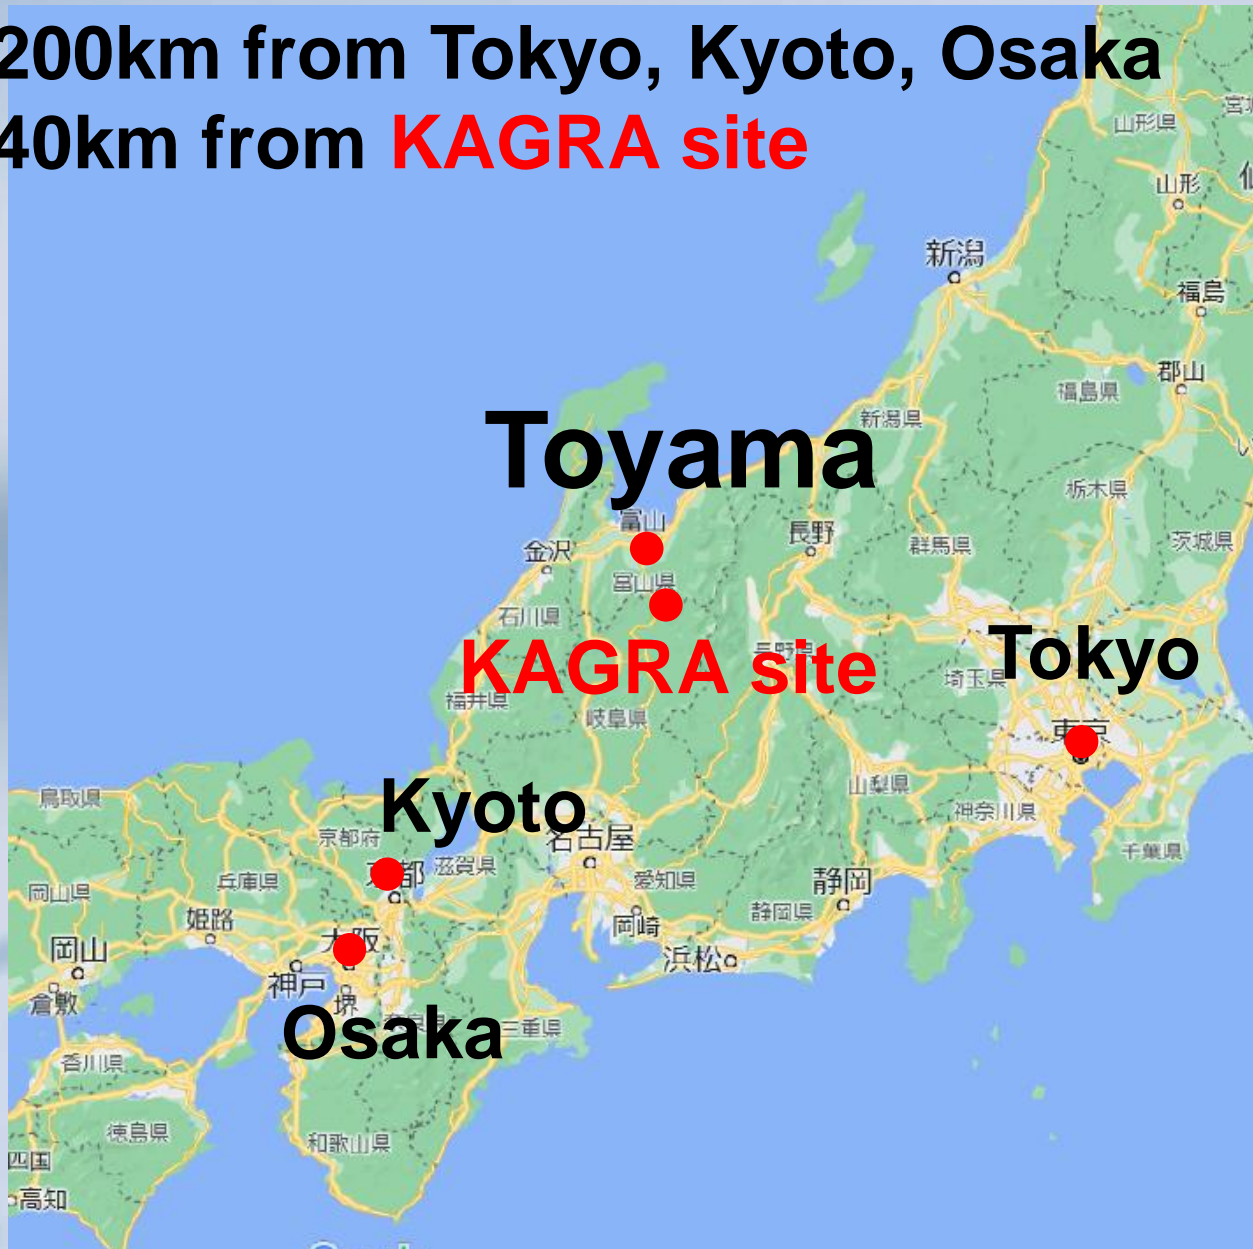 200km from Tokyo, Kyoto, Osaka
40km from KAGRA site
山形県
山形
新潟
福島
郡山
福島県
新潟県
Toyama
栃木県
富山
長野
群馬県
茨城県
金沢
富山県
石川県
Tokyo
KAGRA site
長野県
埼玉県
福井県
岐阜県
東京
山梨県
鳥取県
Kyoto
神奈川県
京都府
名古屋
千葉県
滋賀県
兵庫県
愛知県
静岡
岡山県
静岡県
姫路
岡崎
大阪
岡山
浜松
神戸
倉敷
堺
Osaka
三重県
香川県
徳島県
和歌山県
四国
高知